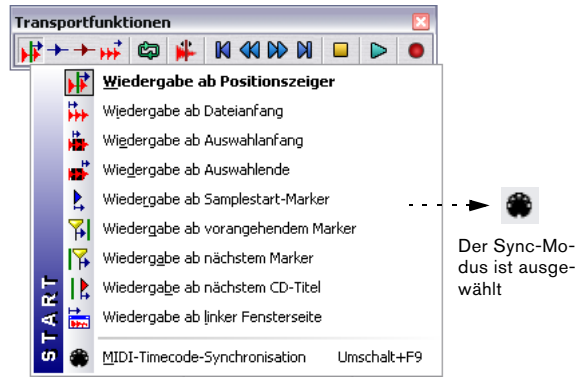 Transportfunktionen
Wiedergabe ab Positionszeiger
Wiedergabe ab Dateianfang
Wiedergabe ab Auswahlanfang
Wiedergabe ab Auswahlende
Wiedergabe ab Samplestart-Marker
Wiedergabe ab vorangehendem Marker
Wiedergabe ab nächstem Marker
Wiedergabe ab nächstem CD-Titel
Wiedergabe ab linker Fensterseite
MIDI-Timecode-Synchronisation Umschalt+F9
START
Der Sync-Mo-
dus ist ausge-
wählt